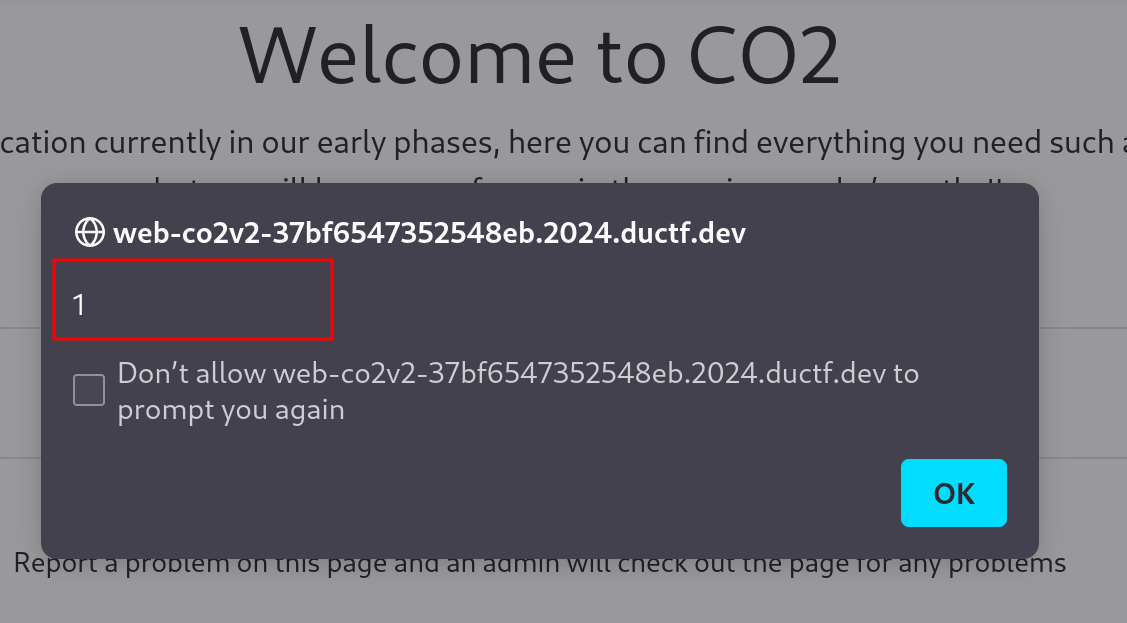 Welcome to CO2
cation currently in our early phases, here you can find everything you need such a
web-co2v2-37bf6547352548eb.2024.ductf.dev
1
Don’t allow web-co2v2-37bf6547352548eb.2024.ductf.dev to
prompt you again
OK
Report a problem on this page and an admin will check out the page for any problems